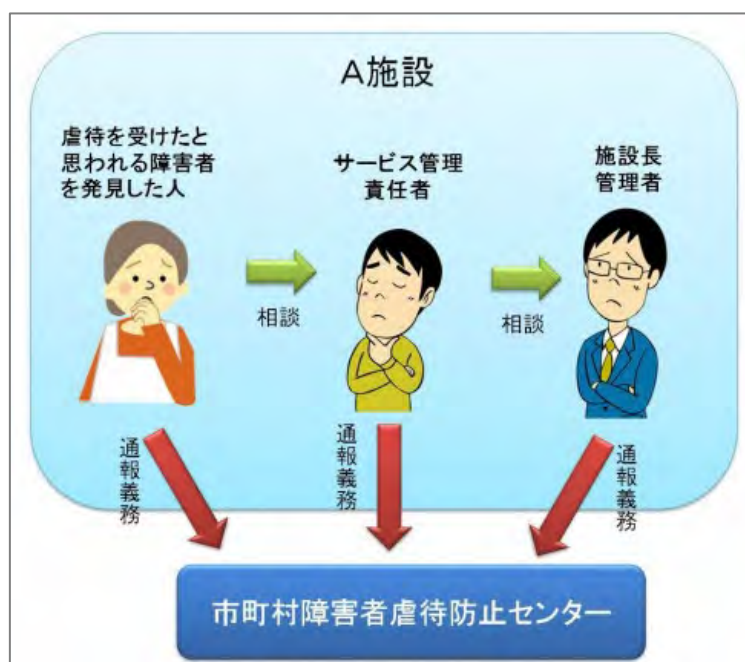 A施設
虐待を受けたと
思われる障害者
を発見した人
サービス管理
責任者
施設長
管理者
相談
相談
通報義務
通報義務
通報義務
市町村障害者虐待防止センター